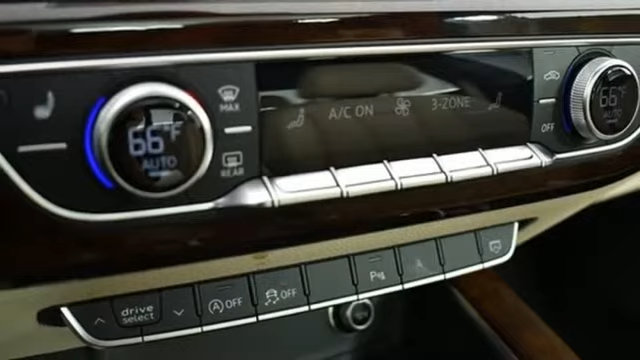 MAX
66°F
AUTO
REAR
A/C ON
3-ZONE
66°F
OFF
drive
select
A OFF
OFF
P